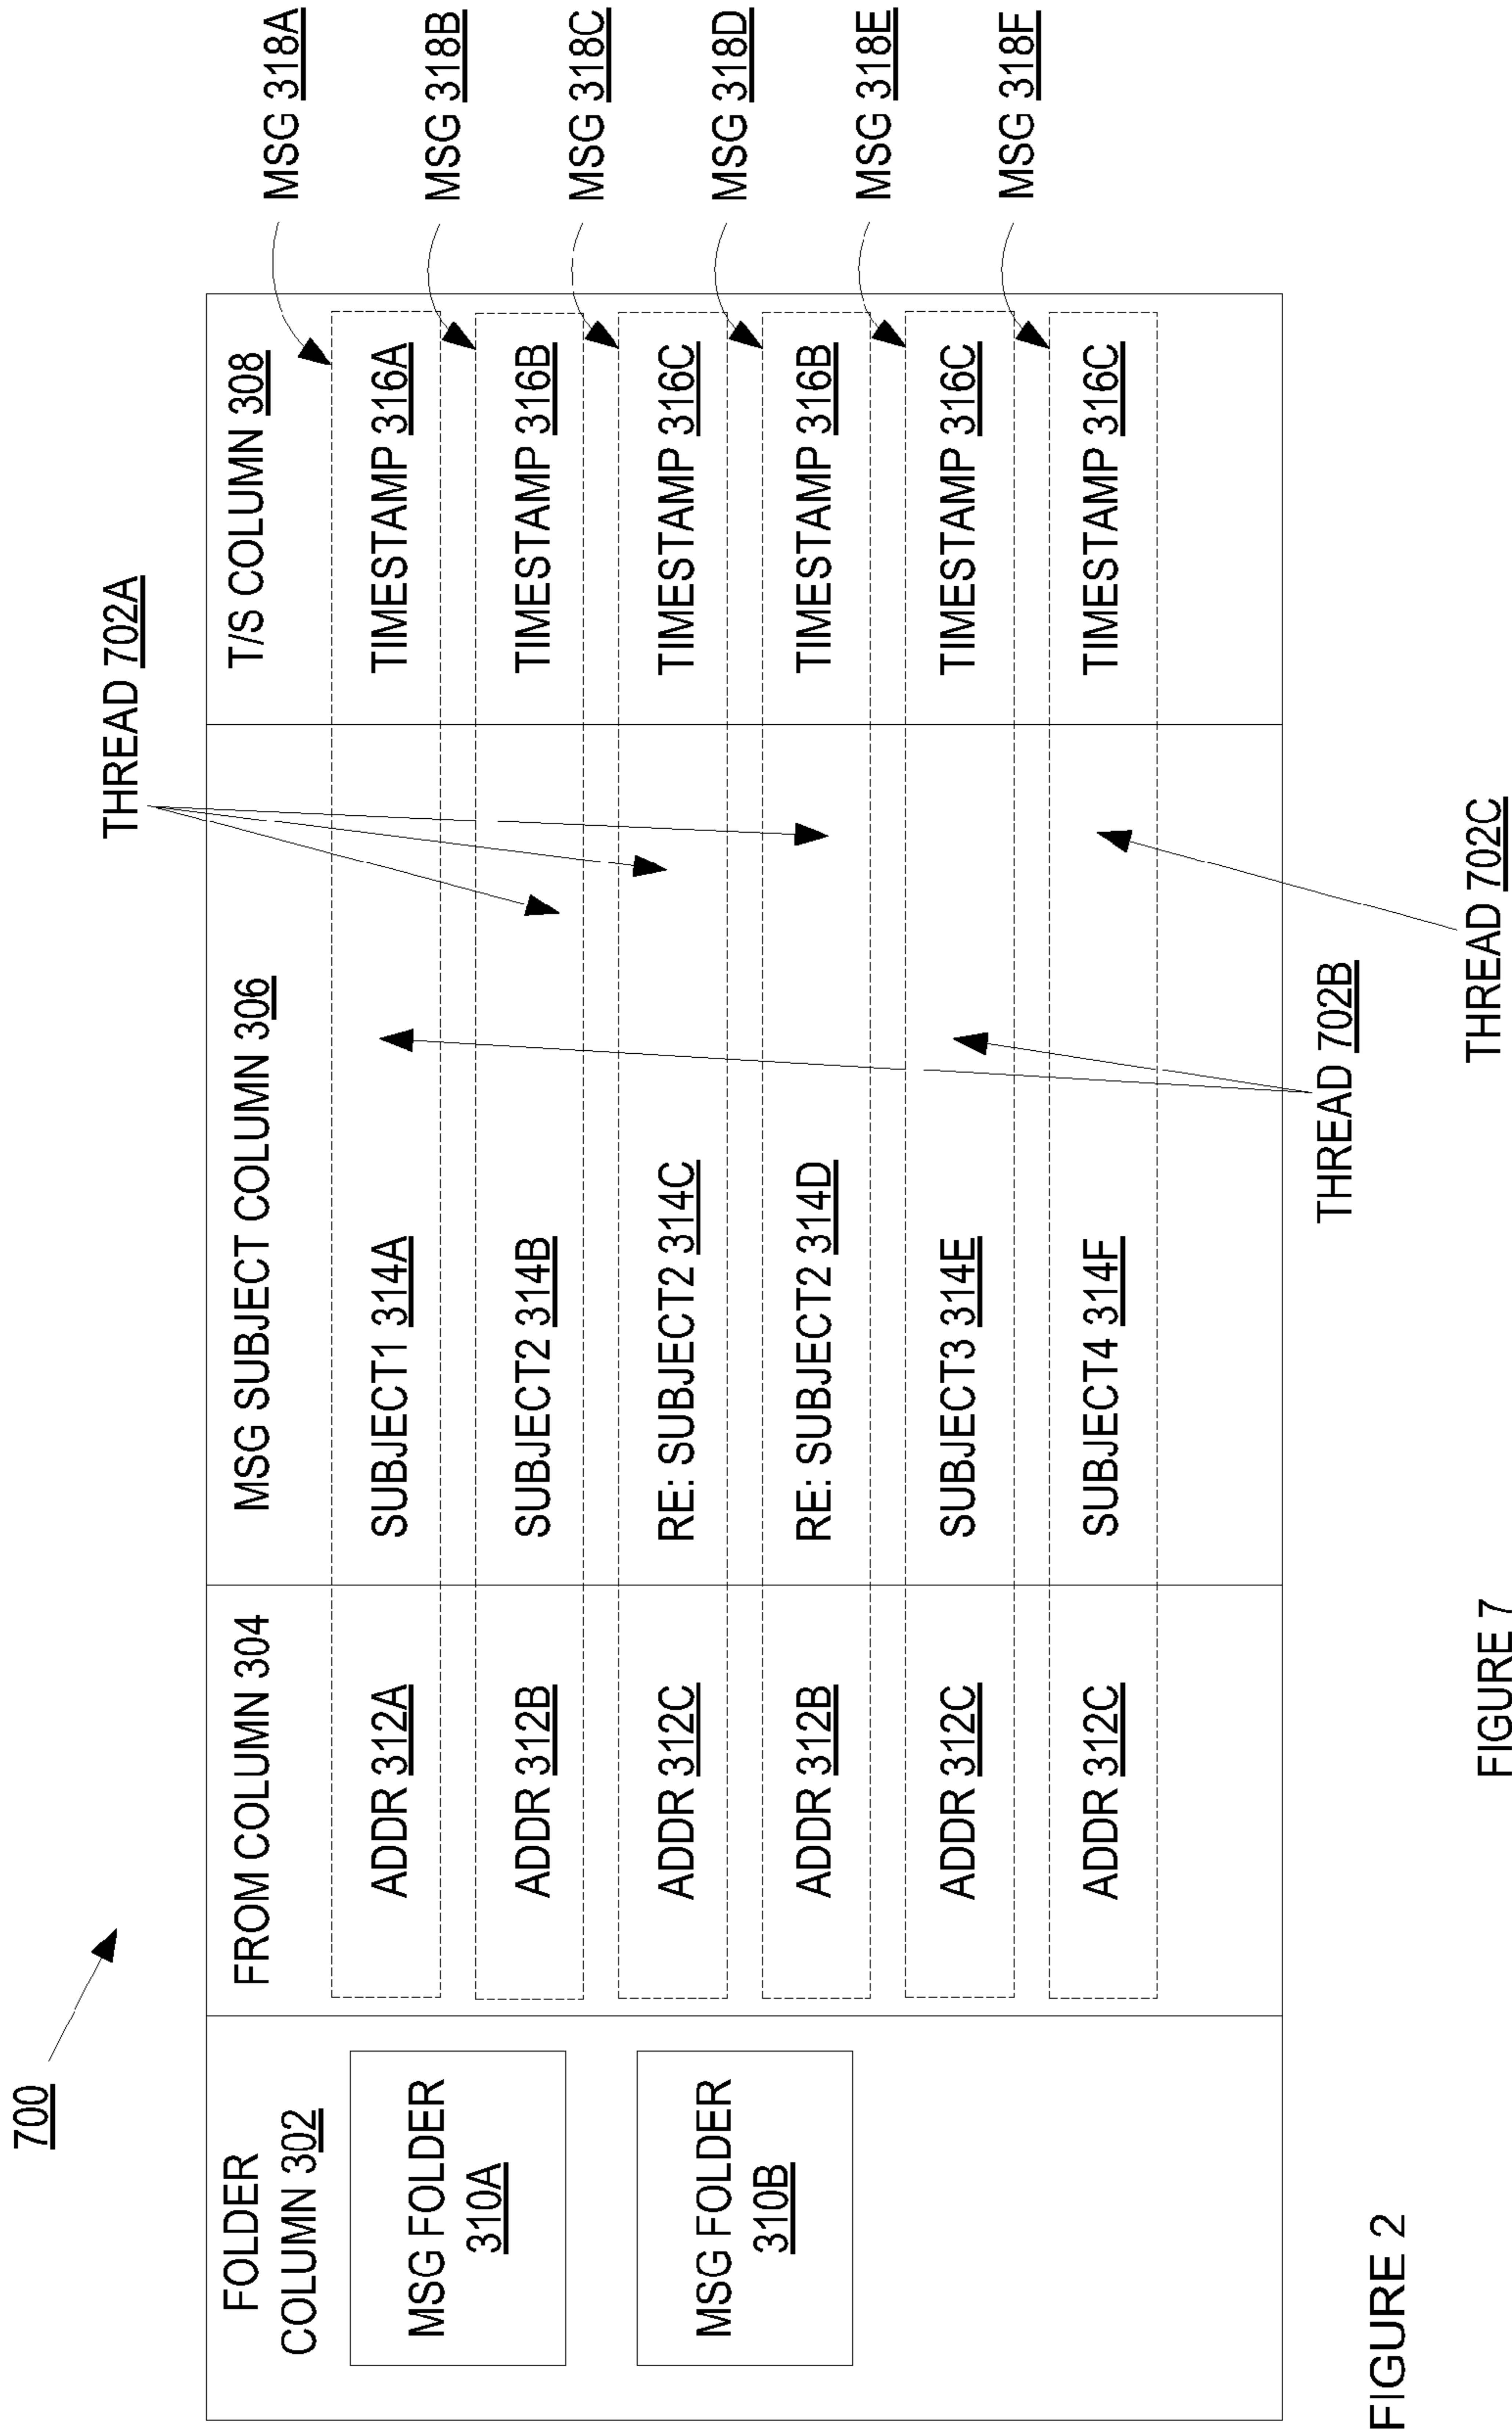 700
THREAD 702A
FOLDER
COLUMN 302
FROM COLUMN 304
MSG SUBJECT COLUMN 306
T/S COLUMN 308
MSG FOLDER
310A
MSG FOLDER
310B
ADDR 312A
SUBJECT1 314A
TIMESTAMP 316A
MSG 318A
ADDR 312B
SUBJECT2 314B
TIMESTAMP 316B
MSG 318B
ADDR 312C
RE: SUBJECT2 314C
TIMESTAMP 316C
MSG 318C
ADDR 312B
RE: SUBJECT2 314D
TIMESTAMP 316B
MSG 318D
ADDR 312C
SUBJECT3 314E
TIMESTAMP 316C
MSG 318E
ADDR 312C
SUBJECT4 314F
TIMESTAMP 316C
MSG 318F
THREAD 702B
THREAD 702C
FIGURE 2
FIGURE 7